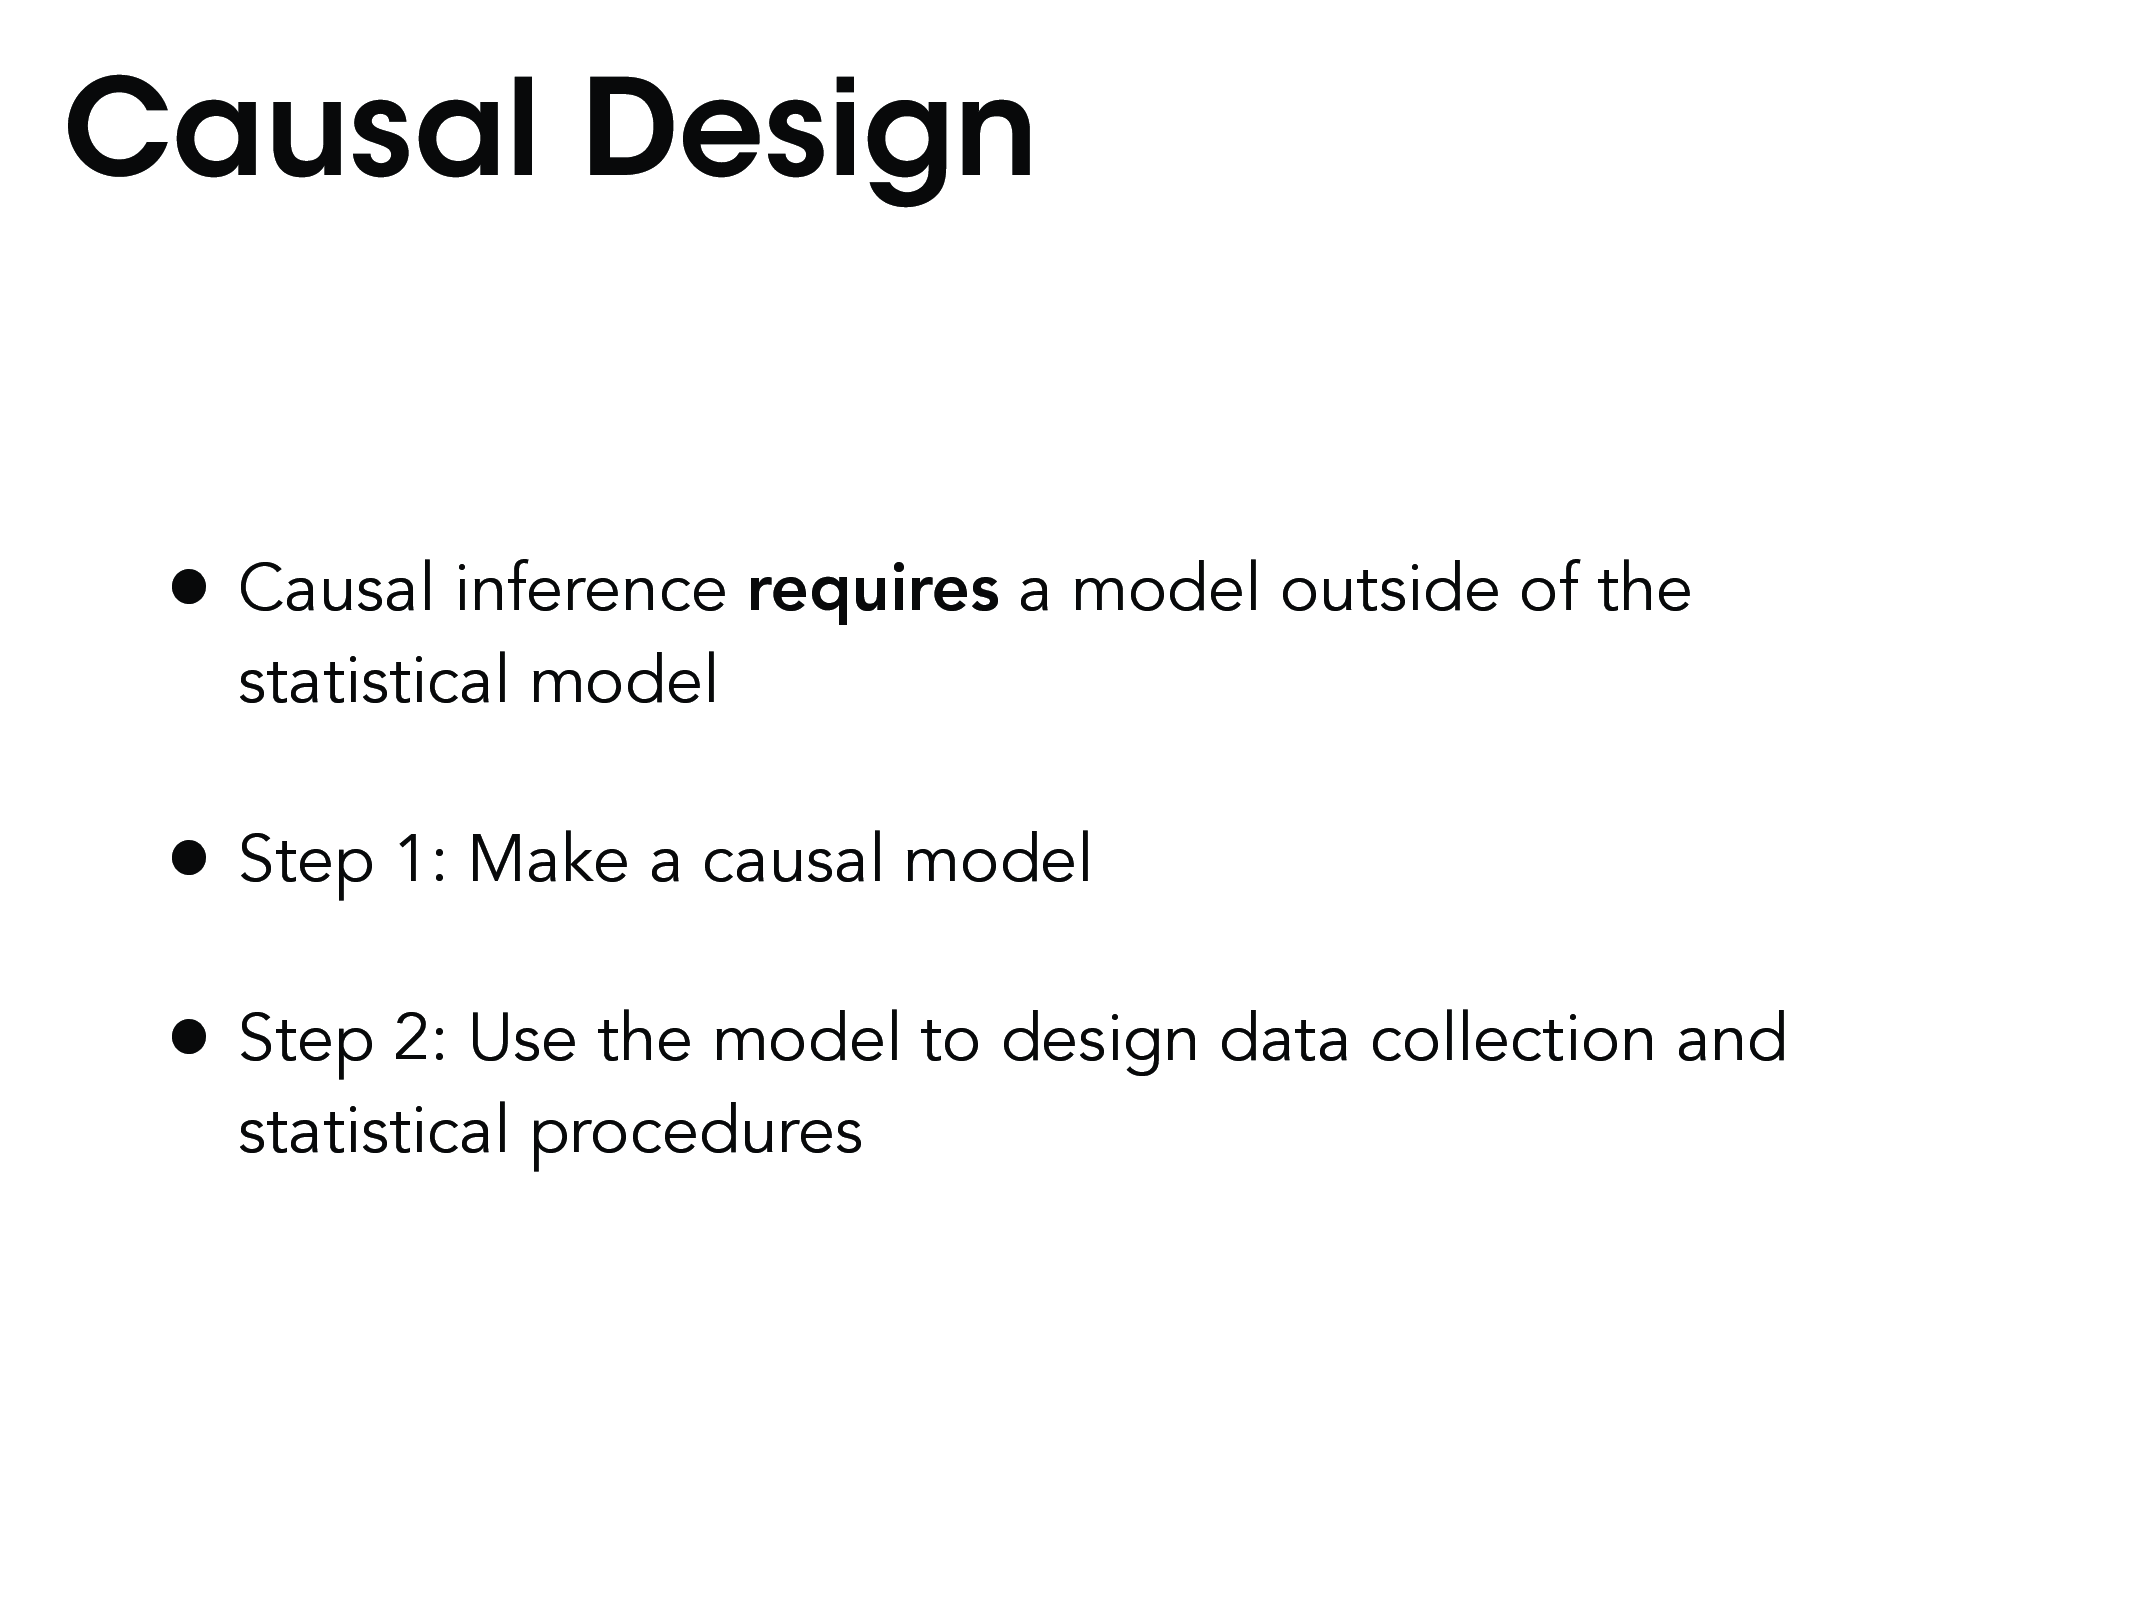 Causal Design
• Causal inference requires a model outside of the
statistical model
• Step 1: Make a causal model
• Step 2: Use the model to design data collection and
statistical procedures